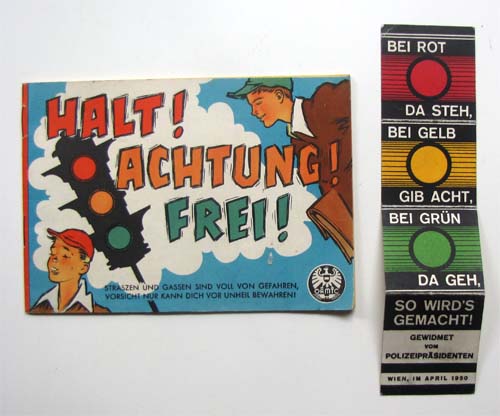 HALT!
ACHTUNG!
FREI!
STRASZEN UND GASSEN SIND VOLL VON GEFAHREN,
VORSICHT NUR KANN DICH VOR UNHEIL BEWAHREN!
ÖAMTC
BEI ROT
DA STEH,
BEI GELB
GIB ACHT,
BEI GRÜN
DA GEH,
SO WIRD'S
GEMACHT!
GEWIDMET
VOM
POLIZEIPRÄSIDENTEN
WIEN, IM APRIL 1950